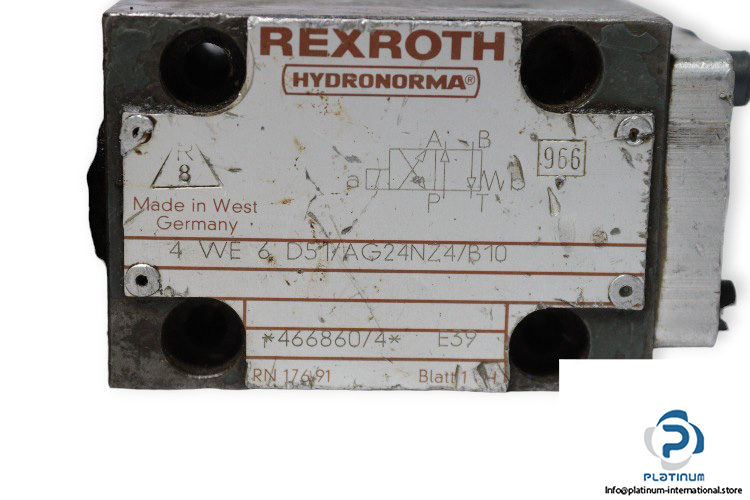 REXROTH
HYDRONORMA®
A B
966
R
8
a
b
P T
Made in West
Germany
4 WE 6 D51/AG24NZ4/B10
*466860/4* E39
RN 176.91 Blatt 1
PLATINUM
Info@platinum-international.store